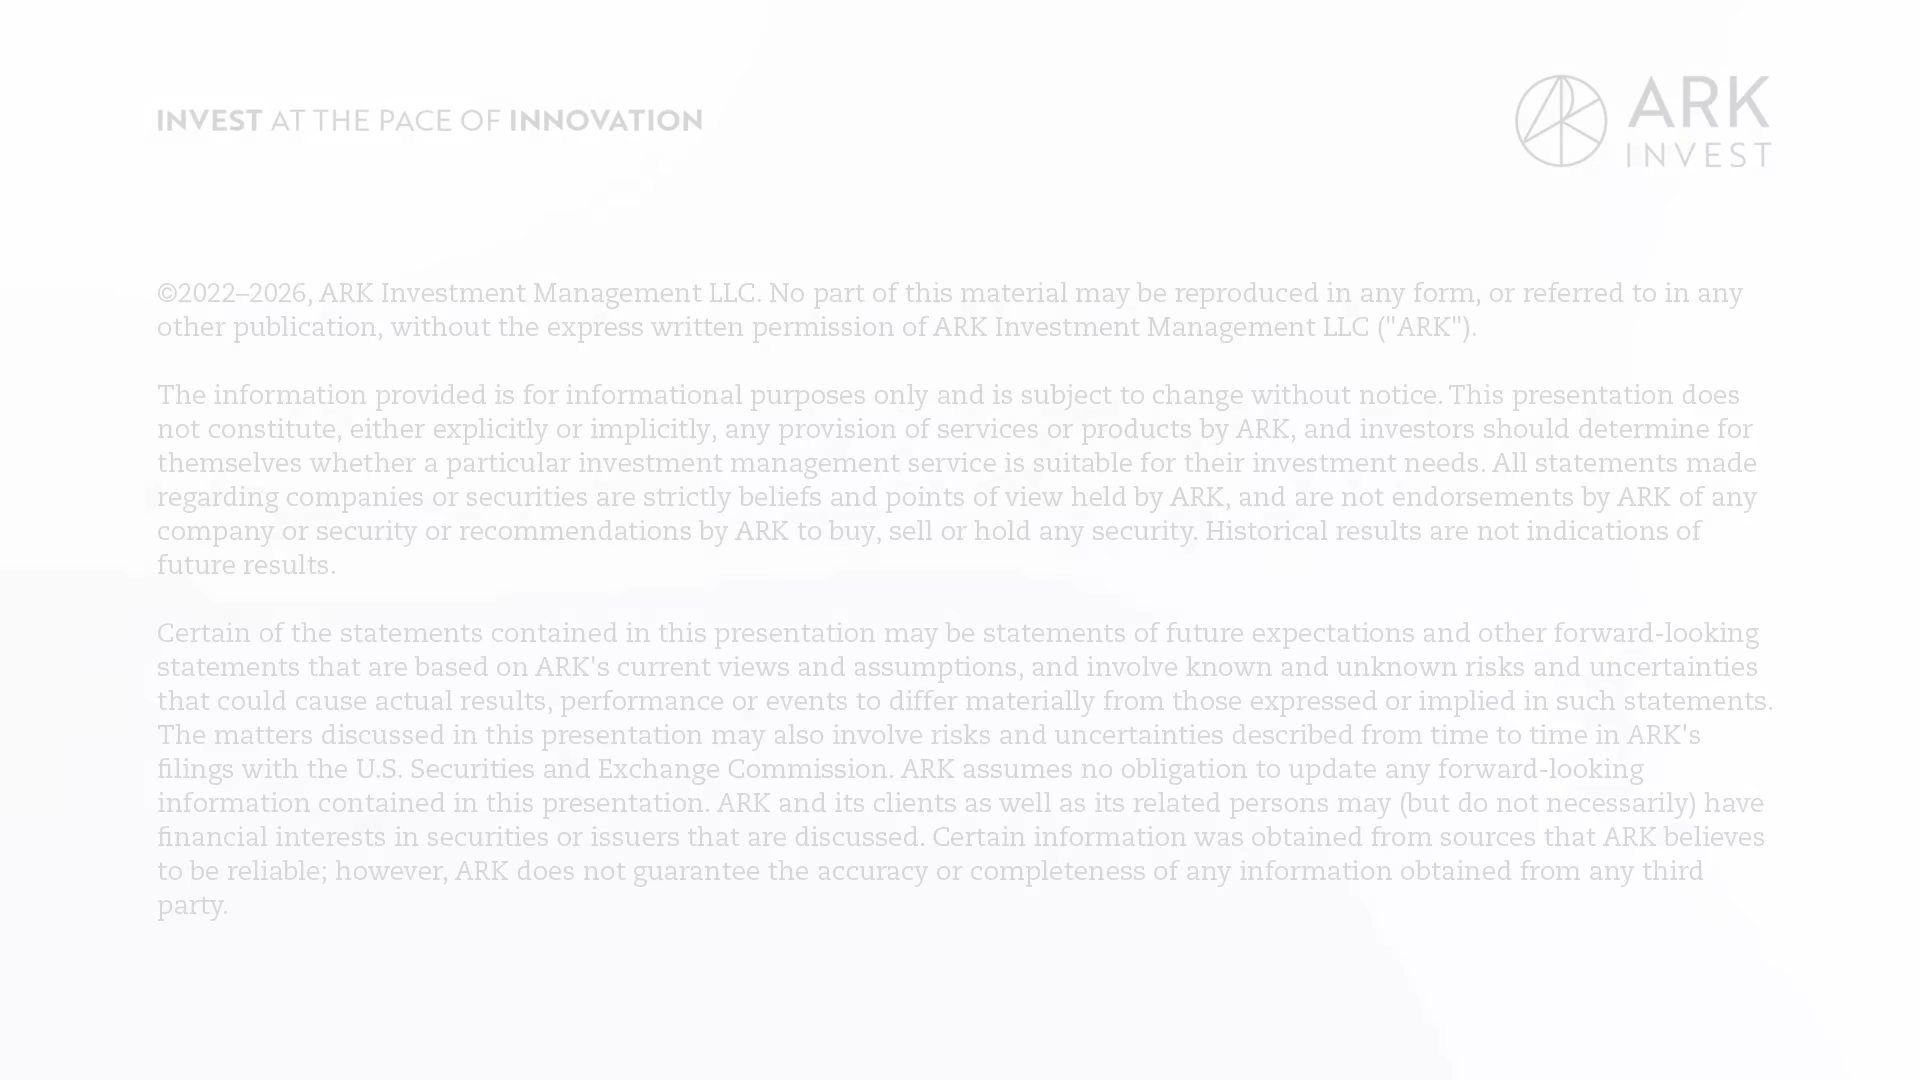 INVEST AT THE PACE OF INNOVATION
ARK
INVEST
©2022–2026, ARK Investment Management LLC. No part of this material may be reproduced in any form, or referred to in any
other publication, without the express written permission of ARK Investment Management LLC ("ARK").
The information provided is for informational purposes only and is subject to change without notice. This presentation does
not constitute, either explicitly or implicitly, any provision of services or products by ARK, and investors should determine for
themselves whether a particular investment management service is suitable for their investment needs. All statements made
regarding companies or securities are strictly beliefs and points of view held by ARK, and are not endorsements by ARK of any
company or security or recommendations by ARK to buy, sell or hold any security. Historical results are not indications of
future results.
Certain of the statements contained in this presentation may be statements of future expectations and other forward-looking
statements that are based on ARK's current views and assumptions, and involve known and unknown risks and uncertainties
that could cause actual results, performance or events to differ materially from those expressed or implied in such statements.
The matters discussed in this presentation may also involve risks and uncertainties described from time to time in ARK's
filings with the U.S. Securities and Exchange Commission. ARK assumes no obligation to update any forward-looking
information contained in this presentation. ARK and its clients as well as its related persons may (but do not necessarily) have
financial interests in securities or issuers that are discussed. Certain information was obtained from sources that ARK believes
to be reliable; however, ARK does not guarantee the accuracy or completeness of any information obtained from any third
party.